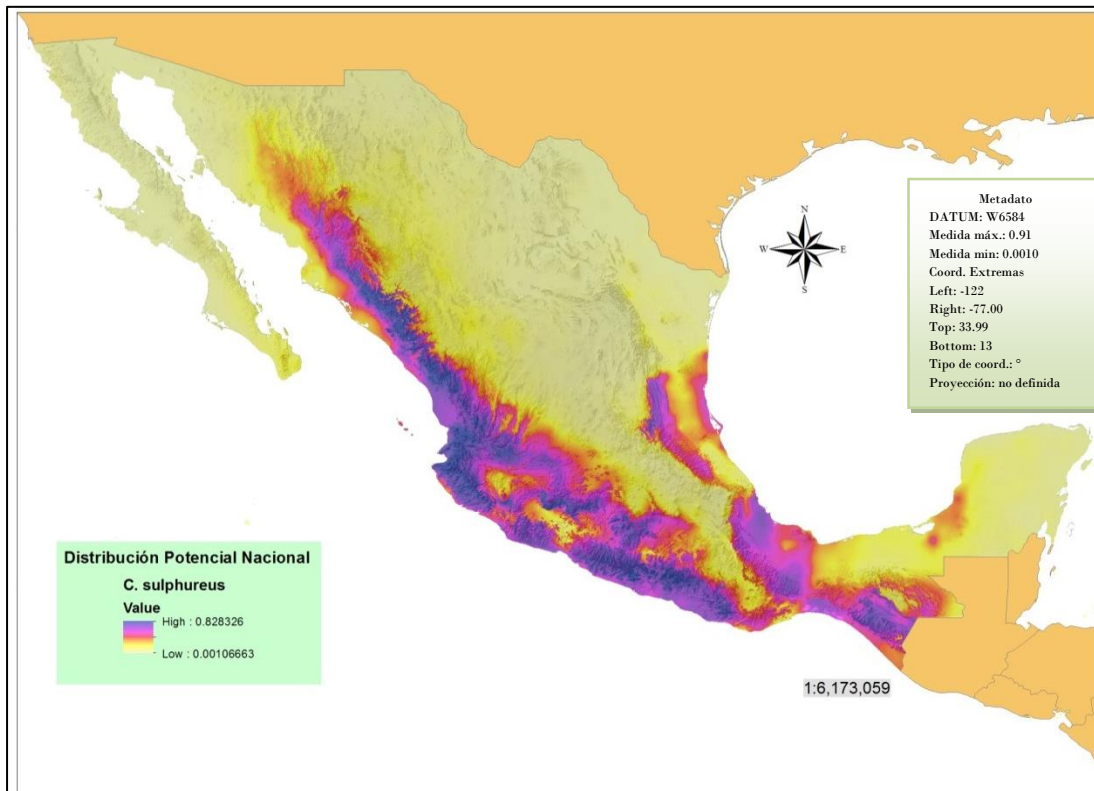 N
W
E
S
Metadato
DATUM: W6584
Medida máx.: 0.91
Medida min: 0.0010
Coord. Extremas
Left: -122
Right: -77.00
Top: 33.99
Bottom: 13
Tipo de coord.: °
Proyección: no definida
Distribución Potencial Nacional
C. sulphureus
Value
High : 0.828326
Low : 0.00106663
1:6,173,059